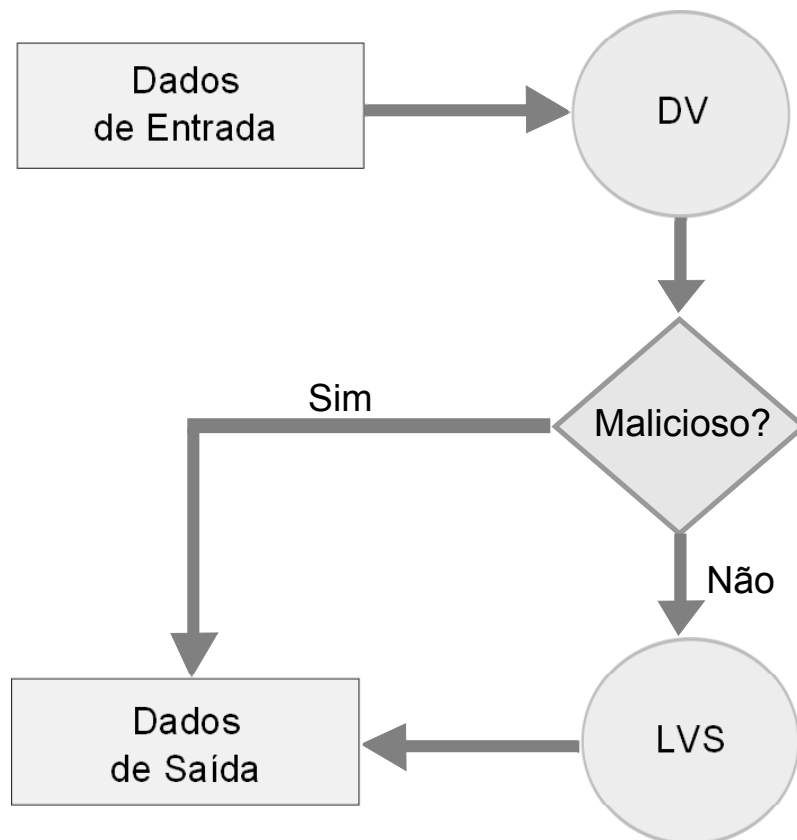 Dados
de Entrada
DV
Sim
Malicioso?
Não
Dados
de Saída
LVS